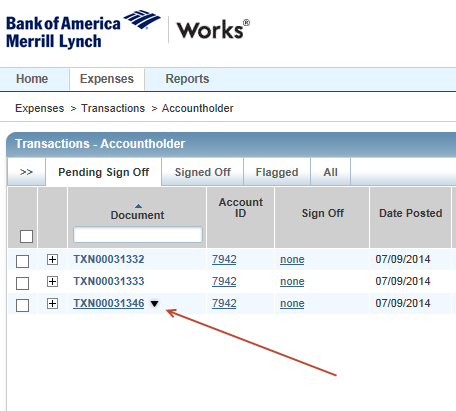 Bank of America
Merrill Lynch
Works®
Home Expenses Reports
Expenses > Transactions > Accountholder
Transactions - Accountholder
>> Pending Sign Off Signed Off Flagged All
Document Account ID Sign Off Date Posted
TXN00031332 7942 none 07/09/2014
TXN00031333 7942 none 07/09/2014
TXN00031346 7942 none 07/09/2014